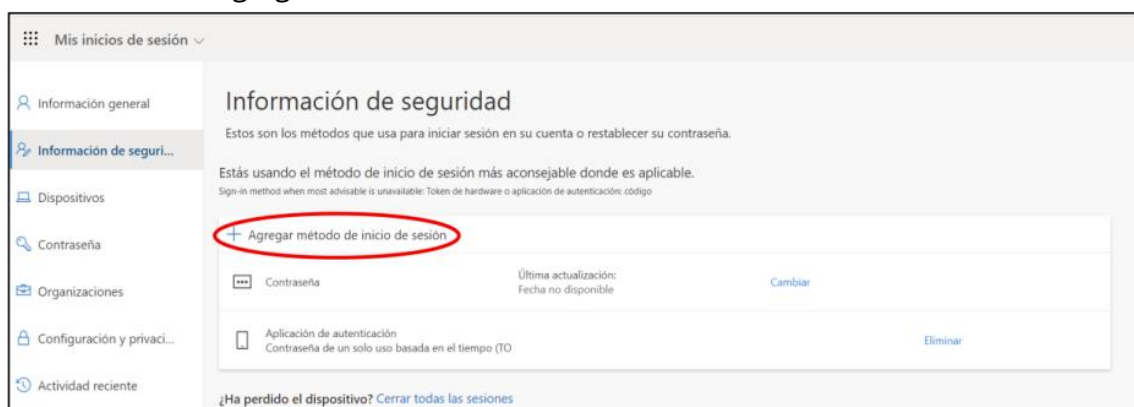 Mis inicios de sesión
Información general
Información de seguri...
Dispositivos
Contraseña
Organizaciones
Configuración y privaci...
Actividad reciente
Información de seguridad
Estos son los métodos que usa para iniciar sesión en su cuenta o restablecer su contraseña.
Estás usando el método de inicio de sesión más aconsejable donde es aplicable.
Sign-in method when most advisable is unavailable: Token de hardware o aplicación de autenticación: código
+ Agregar método de inicio de sesión
Contraseña Última actualización: Cambiar
Fecha no disponible
Aplicación de autenticación
Contraseña de un solo uso basada en el tiempo (TO Eliminar
¿Ha perdido el dispositivo? Cerrar todas las sesiones